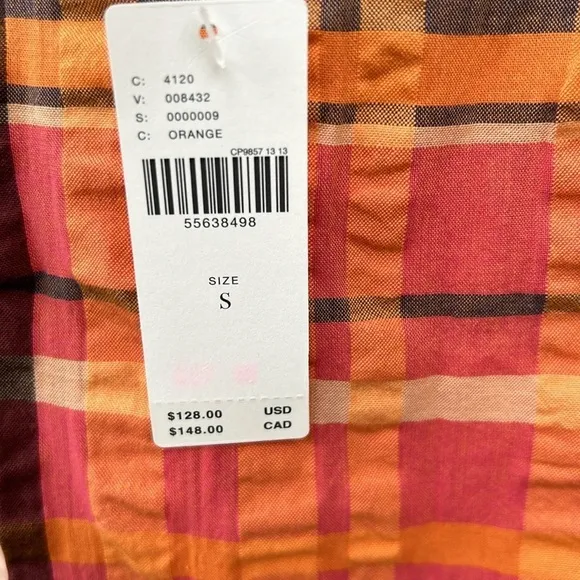 C: 4120
V: 008432
S: 0000009
C: ORANGE
CP9857 13 13
55638498
SIZE
S
$128.00 USD
$148.00 CAD